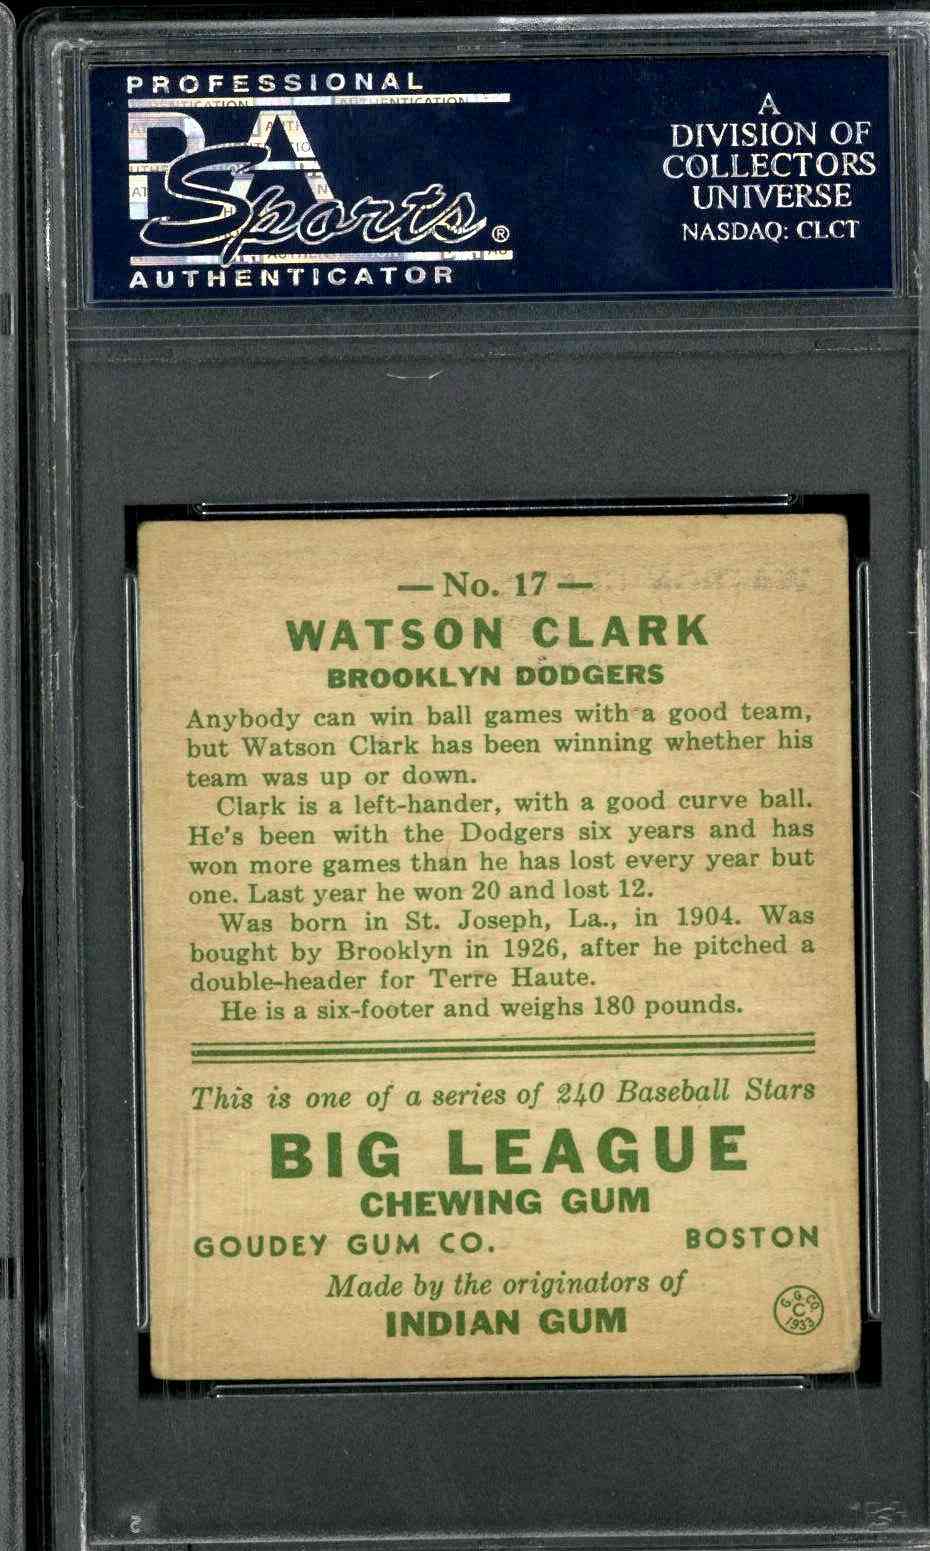 PROFESSIONAL
PSA
Sports®
AUTHENTICATOR
A
DIVISION OF
COLLECTORS
UNIVERSE
NASDAQ: CLCT
— No. 17 —
WATSON CLARK
BROOKLYN DODGERS
Anybody can win ball games with a good team,
but Watson Clark has been winning whether his
team was up or down.
Clark is a left-hander, with a good curve ball.
He's been with the Dodgers six years and has
won more games than he has lost every year but
one. Last year he won 20 and lost 12.
Was born in St. Joseph, La., in 1904. Was
bought by Brooklyn in 1926, after he pitched a
double-header for Terre Haute.
He is a six-footer and weighs 180 pounds.
This is one of a series of 240 Baseball Stars
BIG LEAGUE
CHEWING GUM
GOUDEY GUM CO. BOSTON
Made by the originators of
INDIAN GUM
G. G. CO.
C
1933